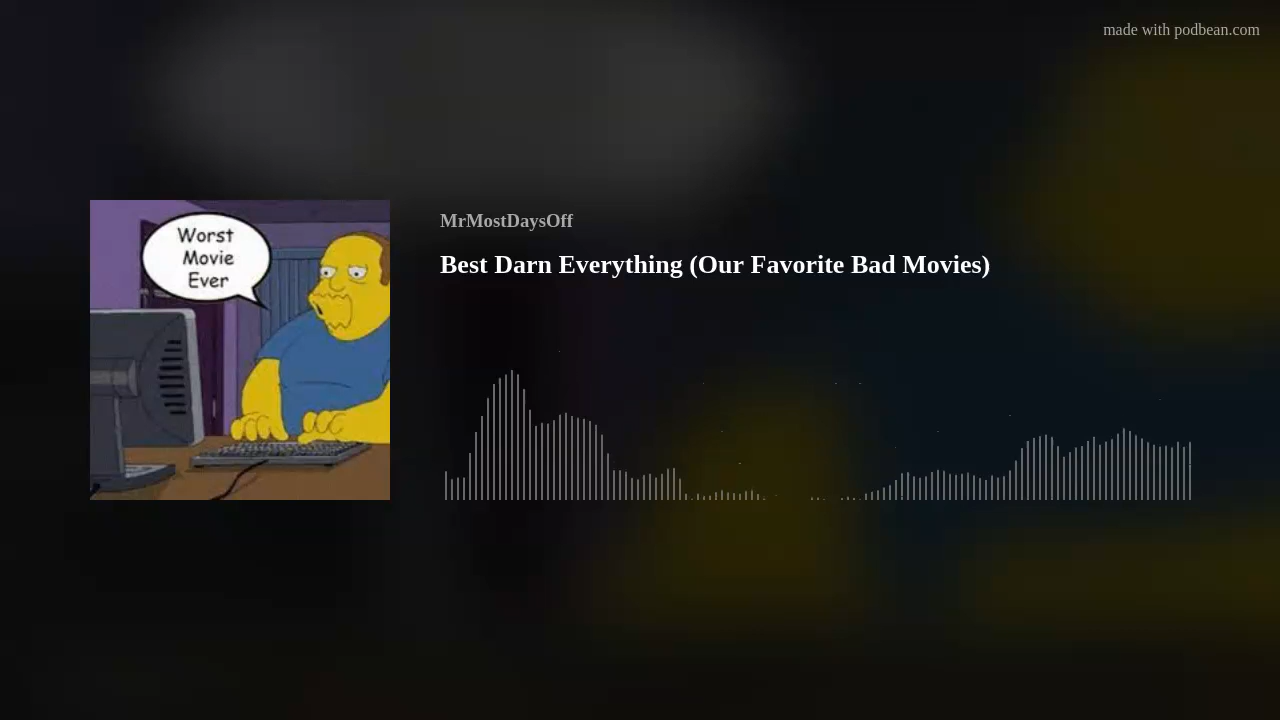 made with podbean.com
Worst
Movie
Ever
MrMostDaysOff
Best Darn Everything (Our Favorite Bad Movies)